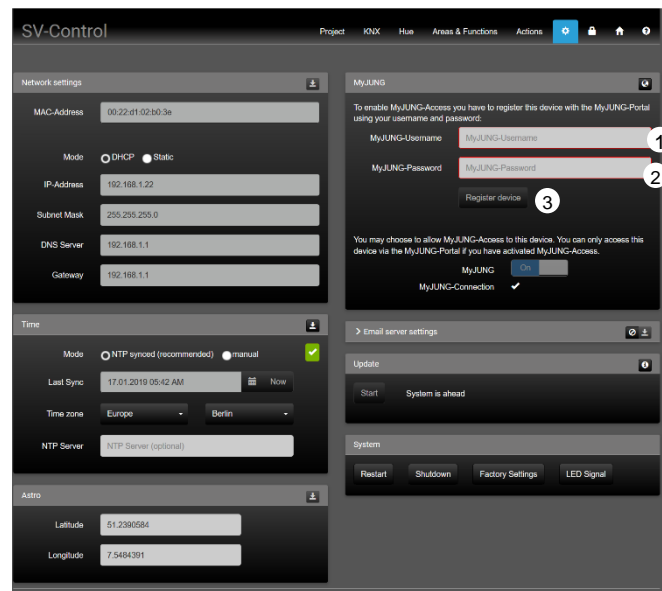 SV-Control
Project KNX Hue Areas & Functions Actions
Network settings
MAC-Address 00:22:d1:02:b0:3e
Mode DHCP Static
IP-Address 192.168.1.22
Subnet Mask 255.255.255.0
DNS Server 192.168.1.1
Gateway 192.168.1.1
Time
Mode NTP synced (recommended) manual
Last Sync 17.01.2019 05:42 AM Now
Time zone Europe Berlin
NTP Server NTP Server (optional)
Astro
Latitude 51.2390584
Longitude 7.5484391
MyJUNG
To enable MyJUNG-Access you have to register this device with the MyJUNG-Portal
using your username and password:
MyJUNG-Username MyJUNG-Username 1
MyJUNG-Password MyJUNG-Password 2
Register device 3
You may choose to allow MyJUNG-Access to this device. You can only access this
device via the MyJUNG-Portal if you have activated MyJUNG-Access.
MyJUNG On
MyJUNG-Connection
Email server settings
Update
Start System is ahead
System
Restart Shutdown Factory Settings LED Signal